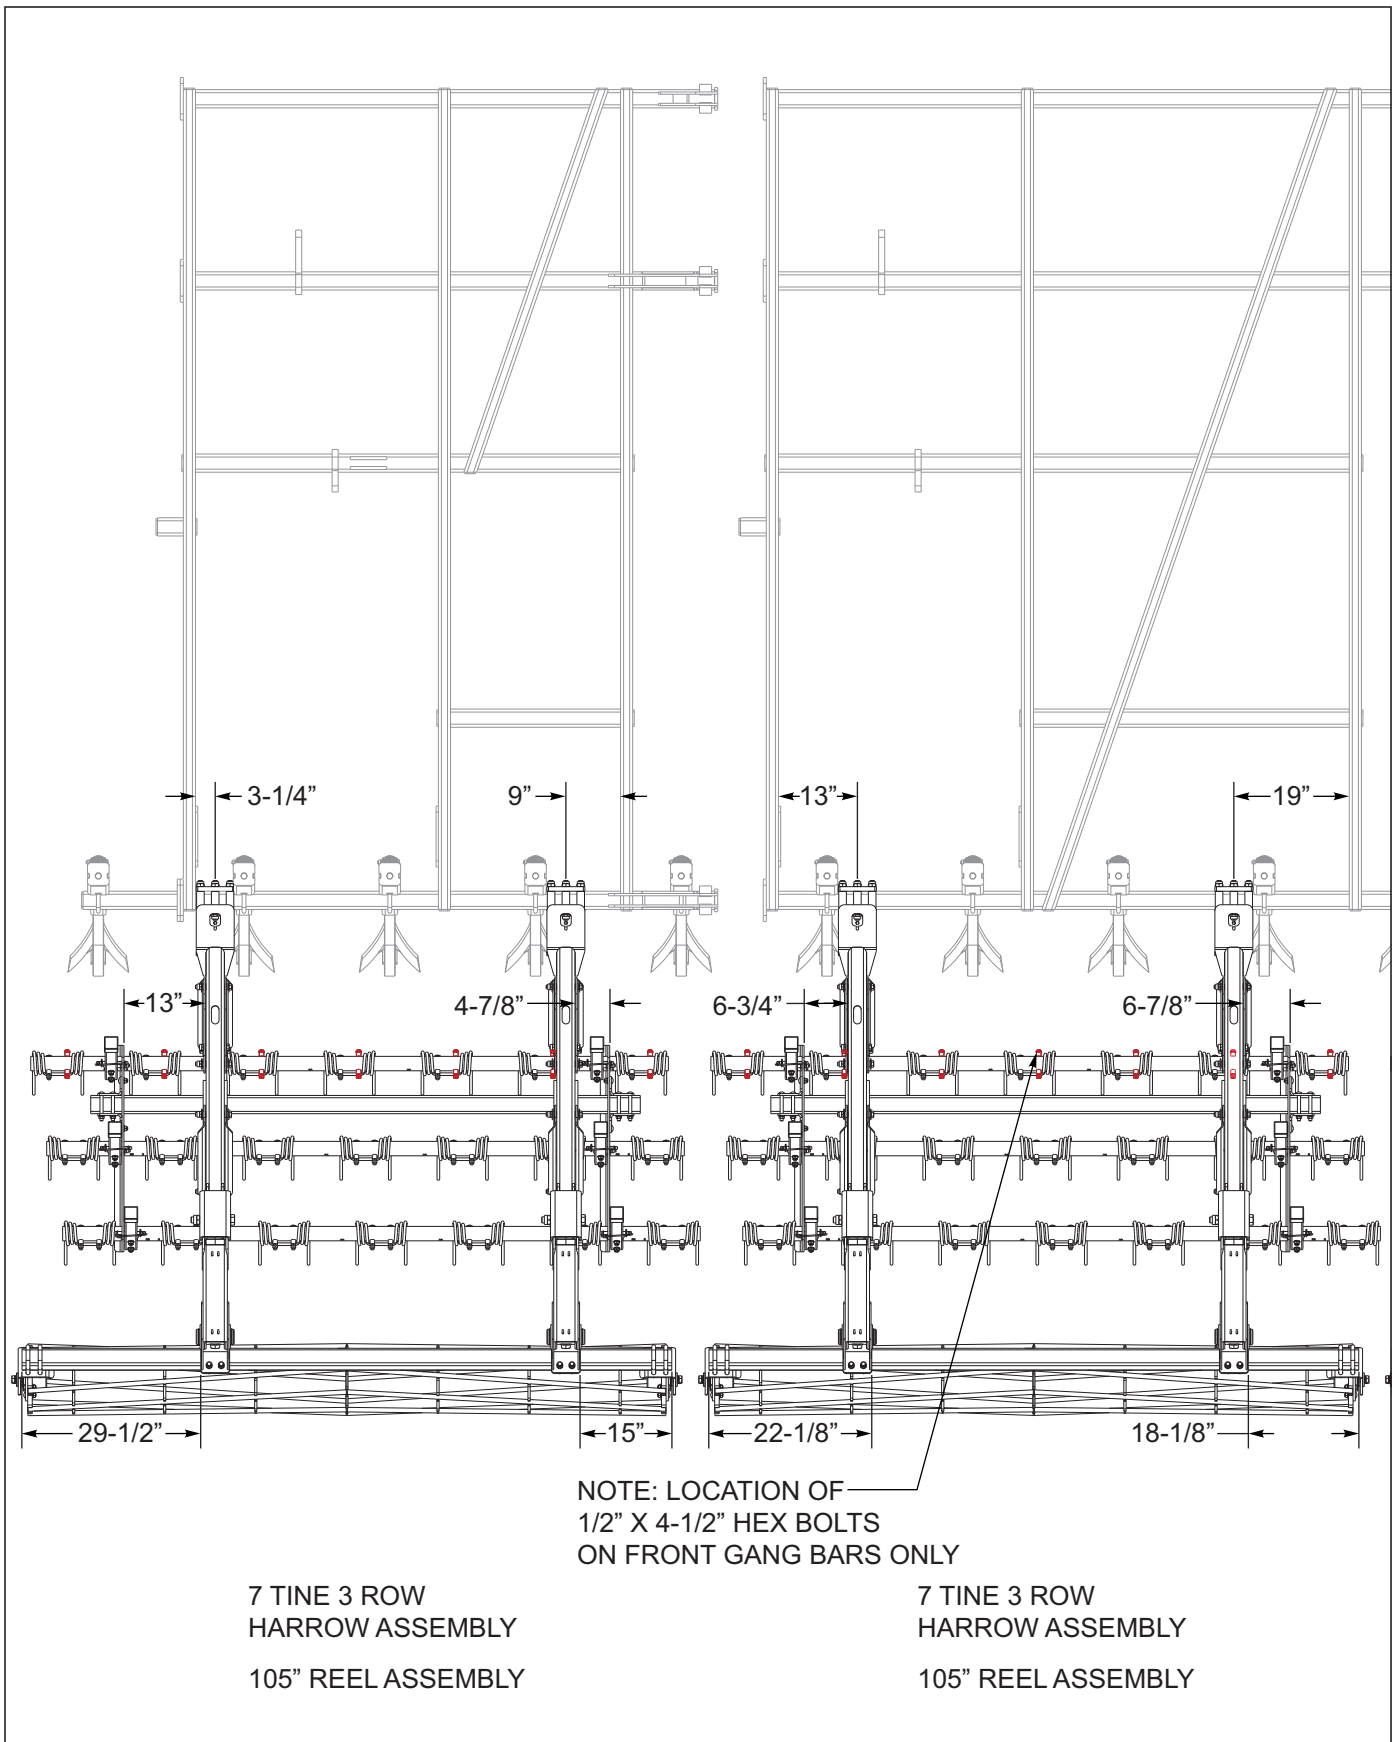 3-1/4”
9”
13”
19”
13”
4-7/8”
6-3/4”
6-7/8”
29-1/2”
15”
22-1/8”
18-1/8”
NOTE: LOCATION OF
1/2” X 4-1/2” HEX BOLTS
ON FRONT GANG BARS ONLY
7 TINE 3 ROW
HARROW ASSEMBLY
105” REEL ASSEMBLY
7 TINE 3 ROW
HARROW ASSEMBLY
105” REEL ASSEMBLY